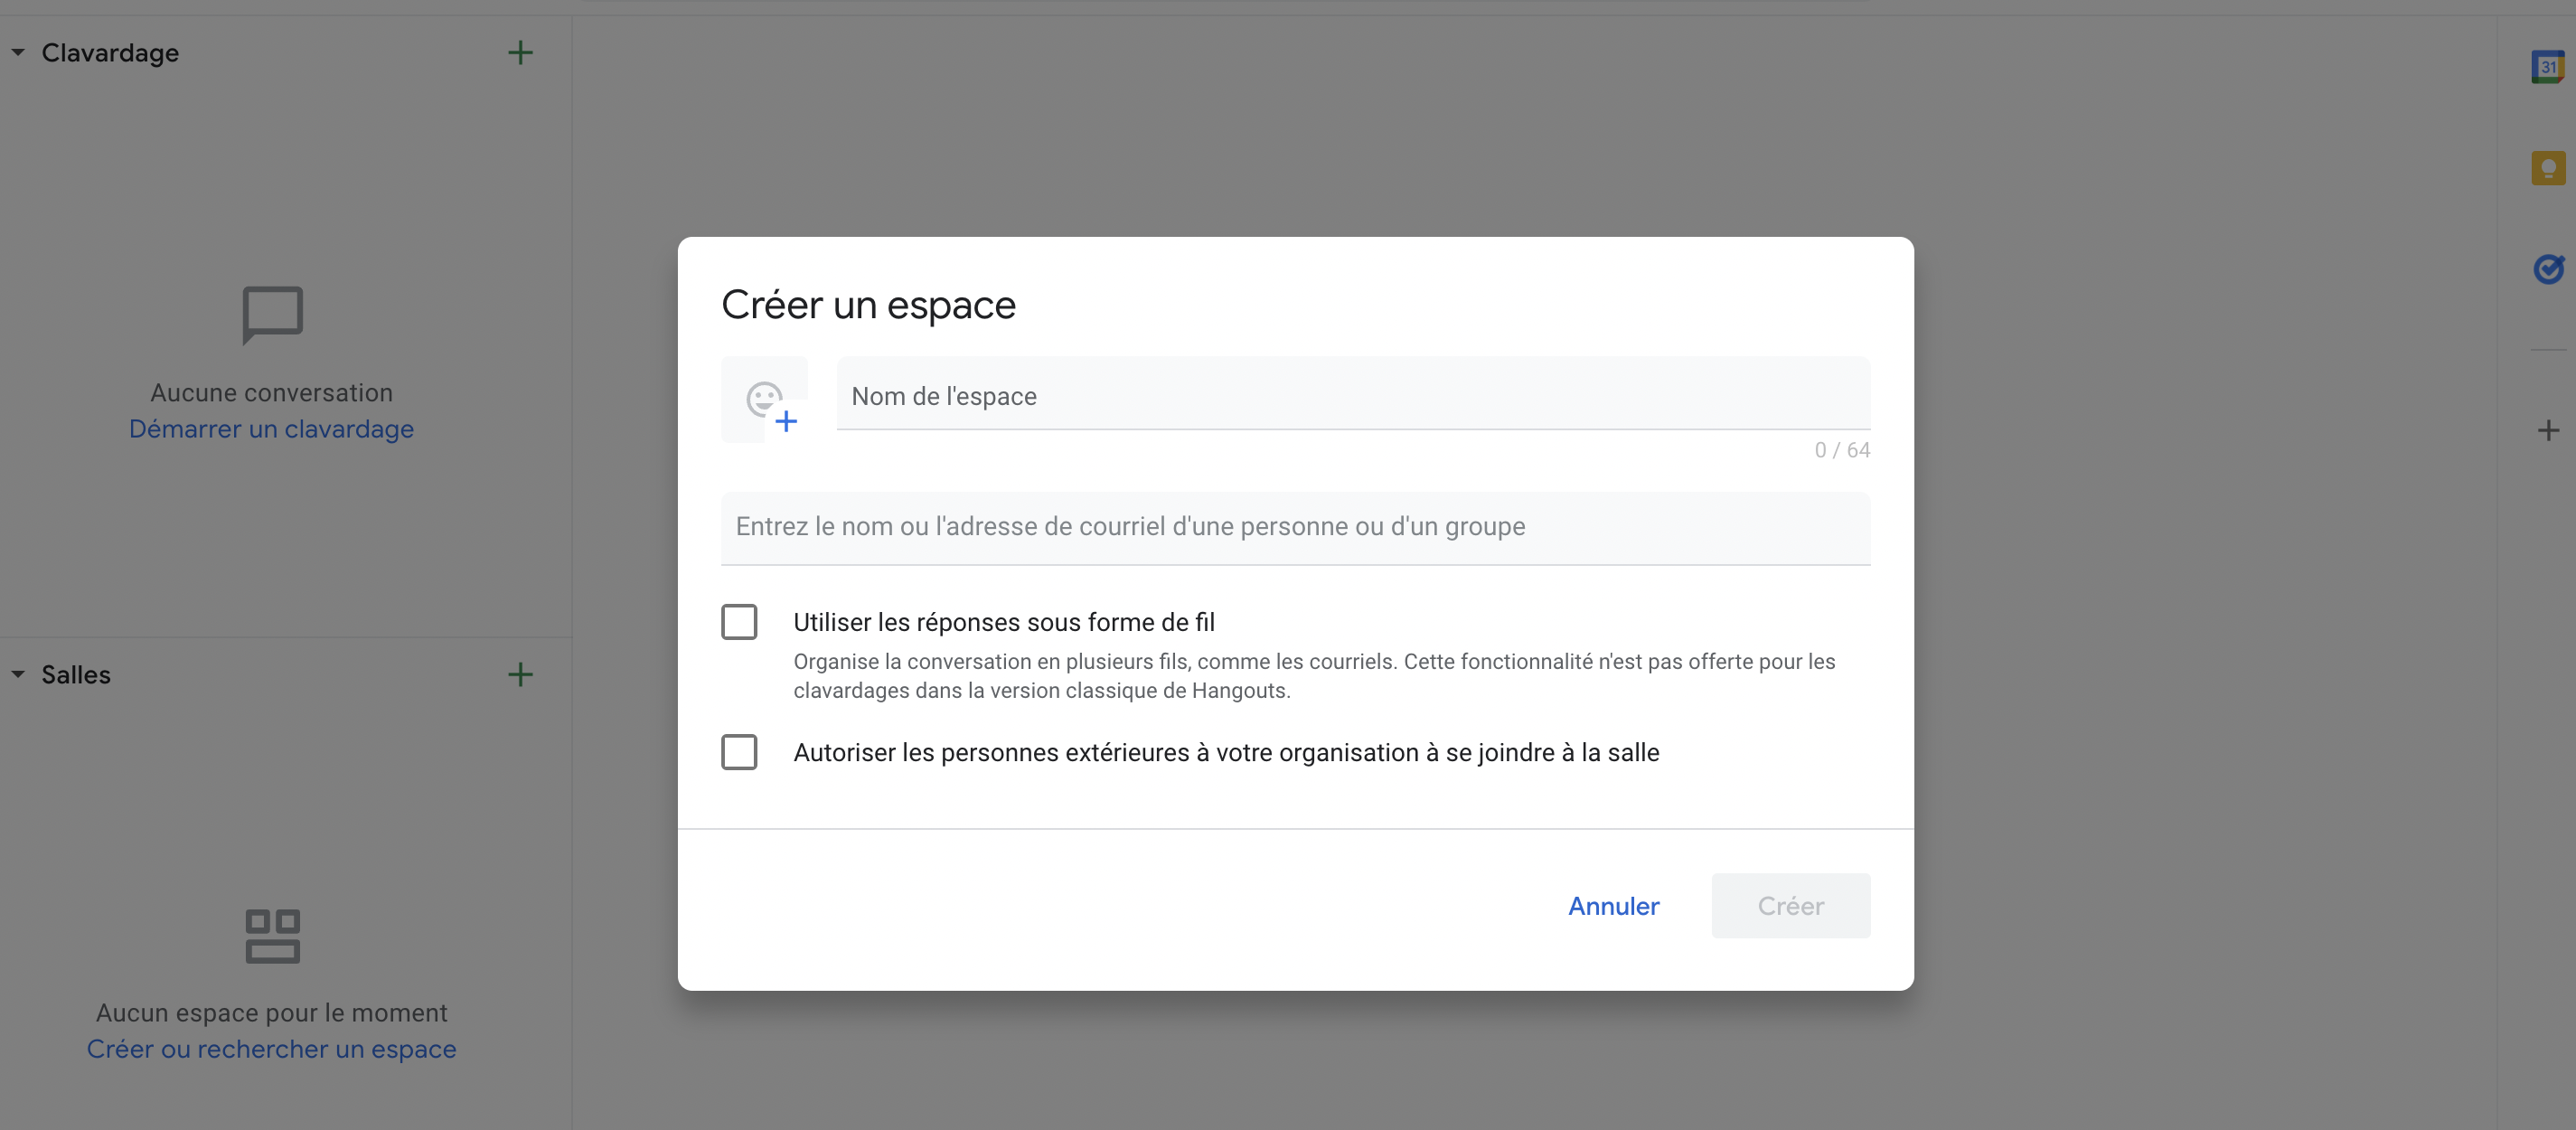 Clavardage
Aucune conversation
Démarrer un clavardage
Salles
Aucun espace pour le moment
Créer ou rechercher un espace
Créer un espace
Nom de l'espace
0 / 64
Entrez le nom ou l'adresse de courriel d'une personne ou d'un groupe
Utiliser les réponses sous forme de fil
Organise la conversation en plusieurs fils, comme les courriels. Cette fonctionnalité n'est pas offerte pour les
clavardages dans la version classique de Hangouts.
Autoriser les personnes extérieures à votre organisation à se joindre à la salle
Annuler
Créer
31